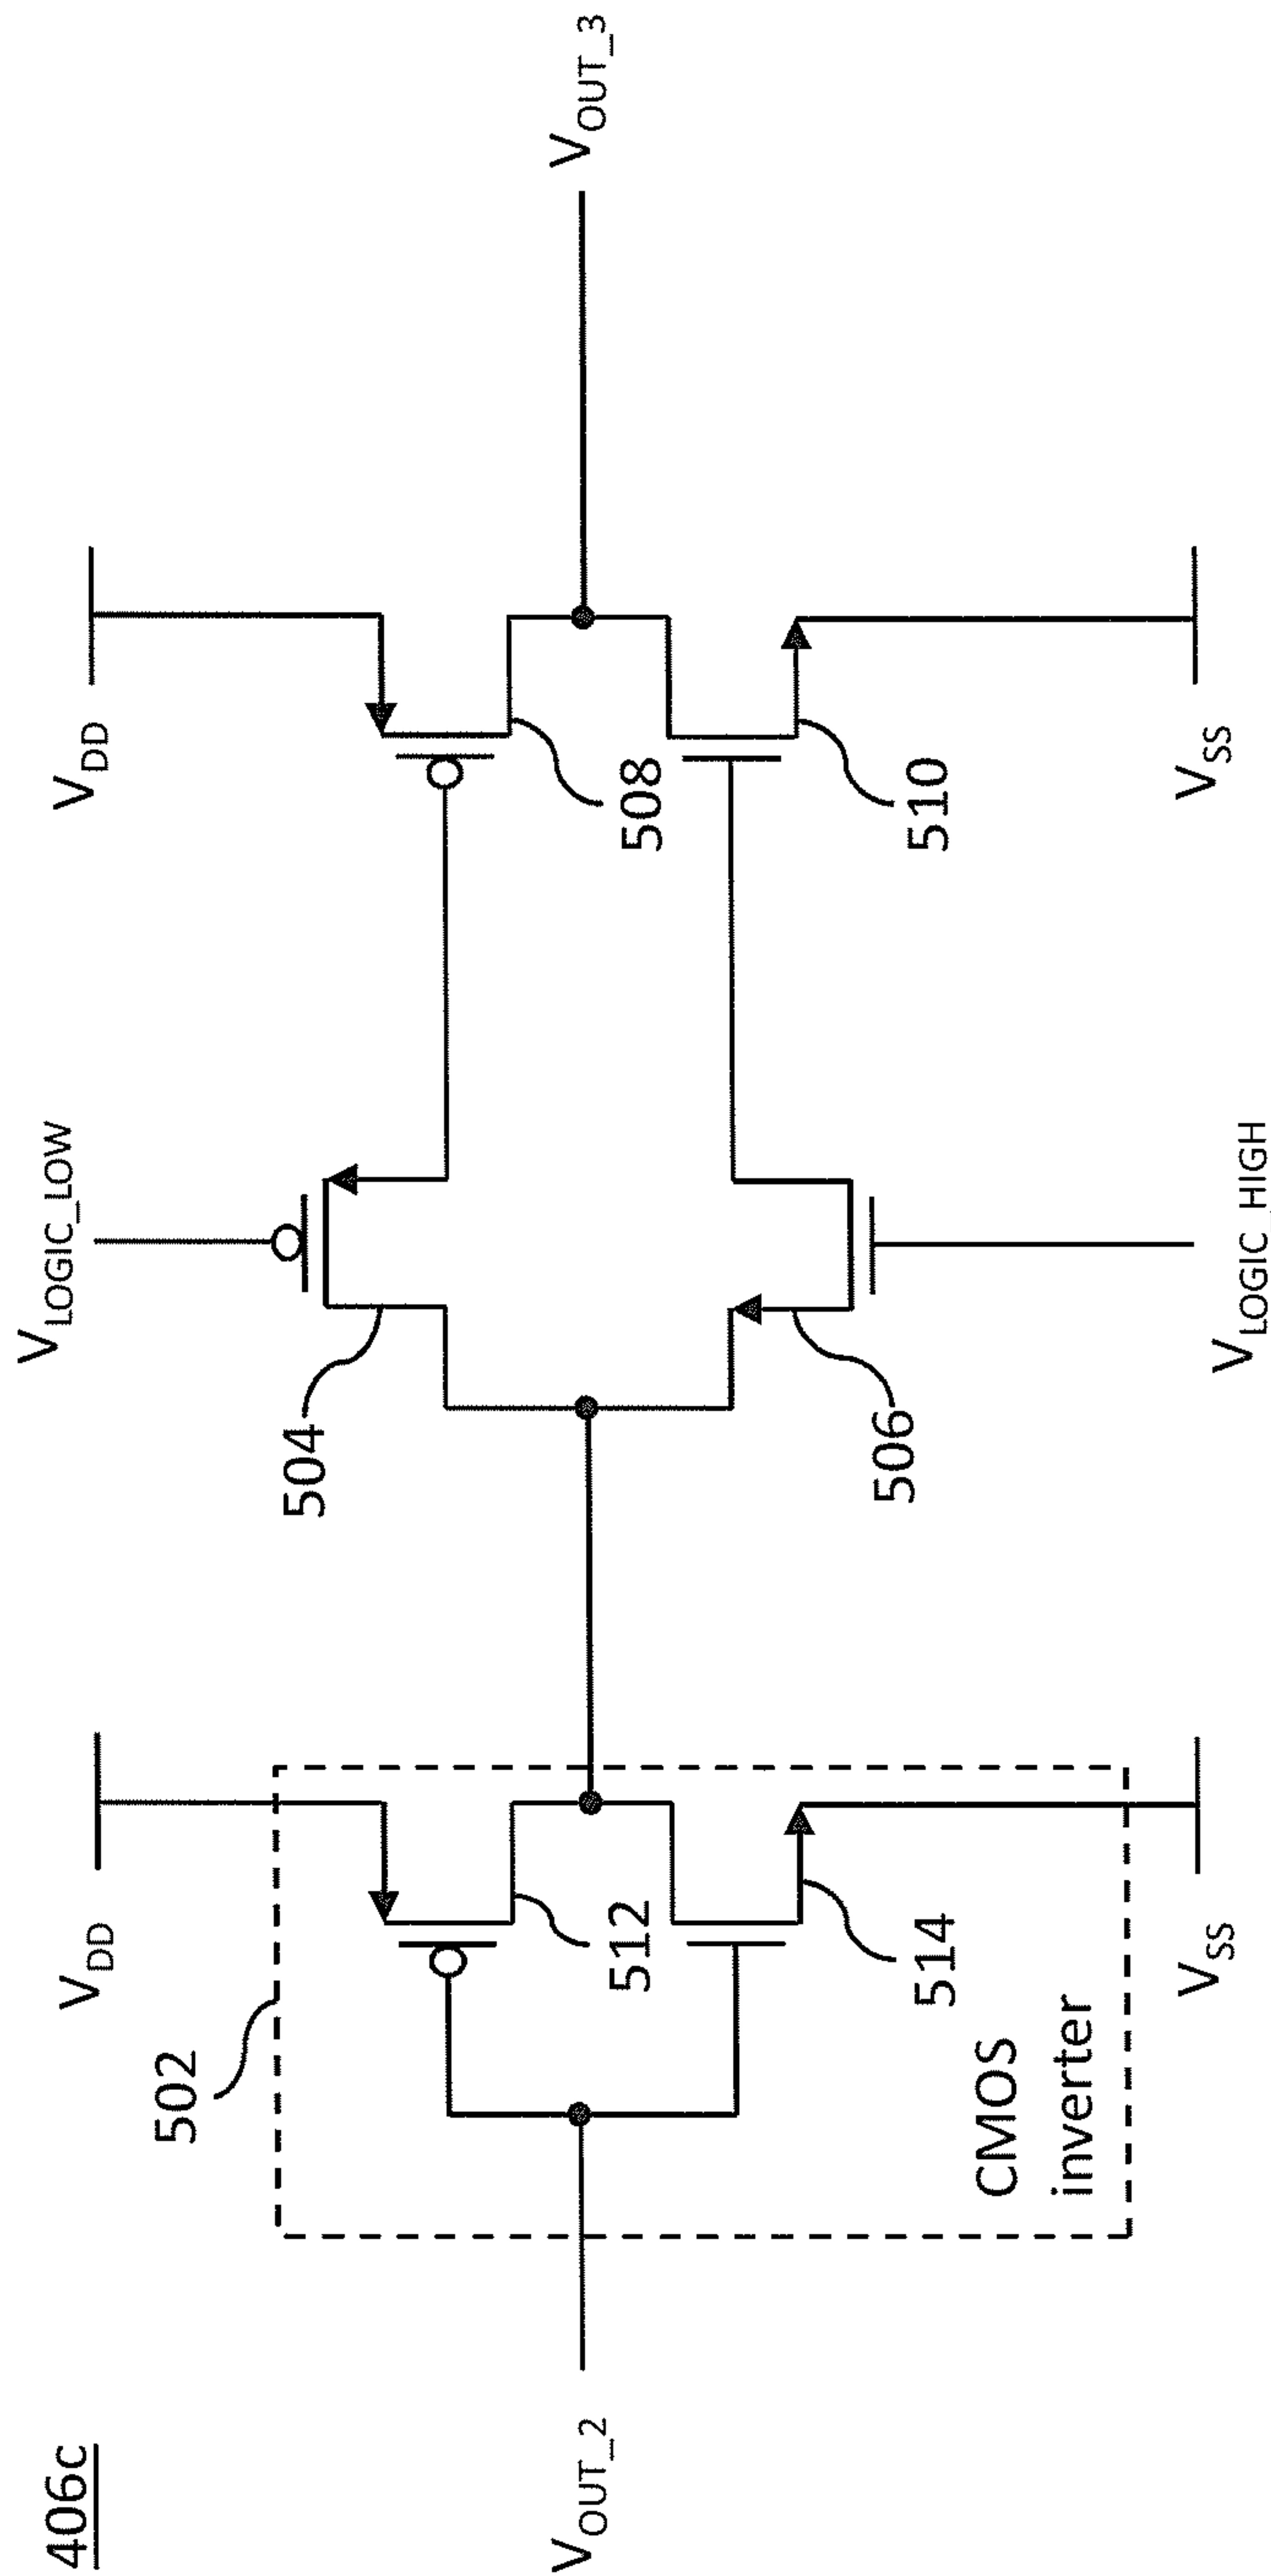 406c
V_DD
V_LOGIC_LOW
V_DD
502
504
512
508
V_OUT_2
V_OUT_3
514
506
510
CMOS
inverter
V_SS
V_LOGIC_HIGH
V_SS